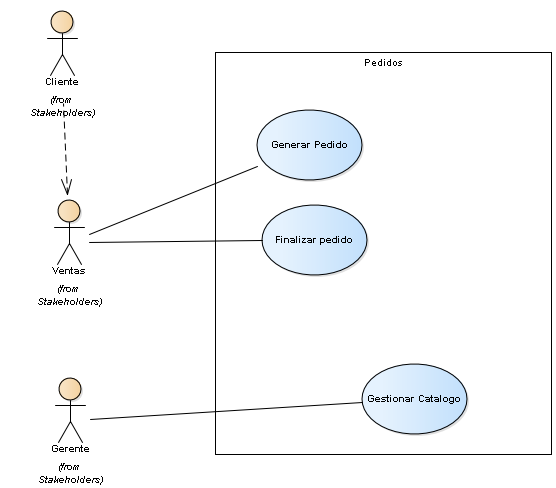 Cliente
(from
Stakeholders)
Pedidos
Generar Pedido
Finalizar pedido
Ventas
(from
Stakeholders)
Gestionar Catalogo
Gerente
(from
Stakeholders)